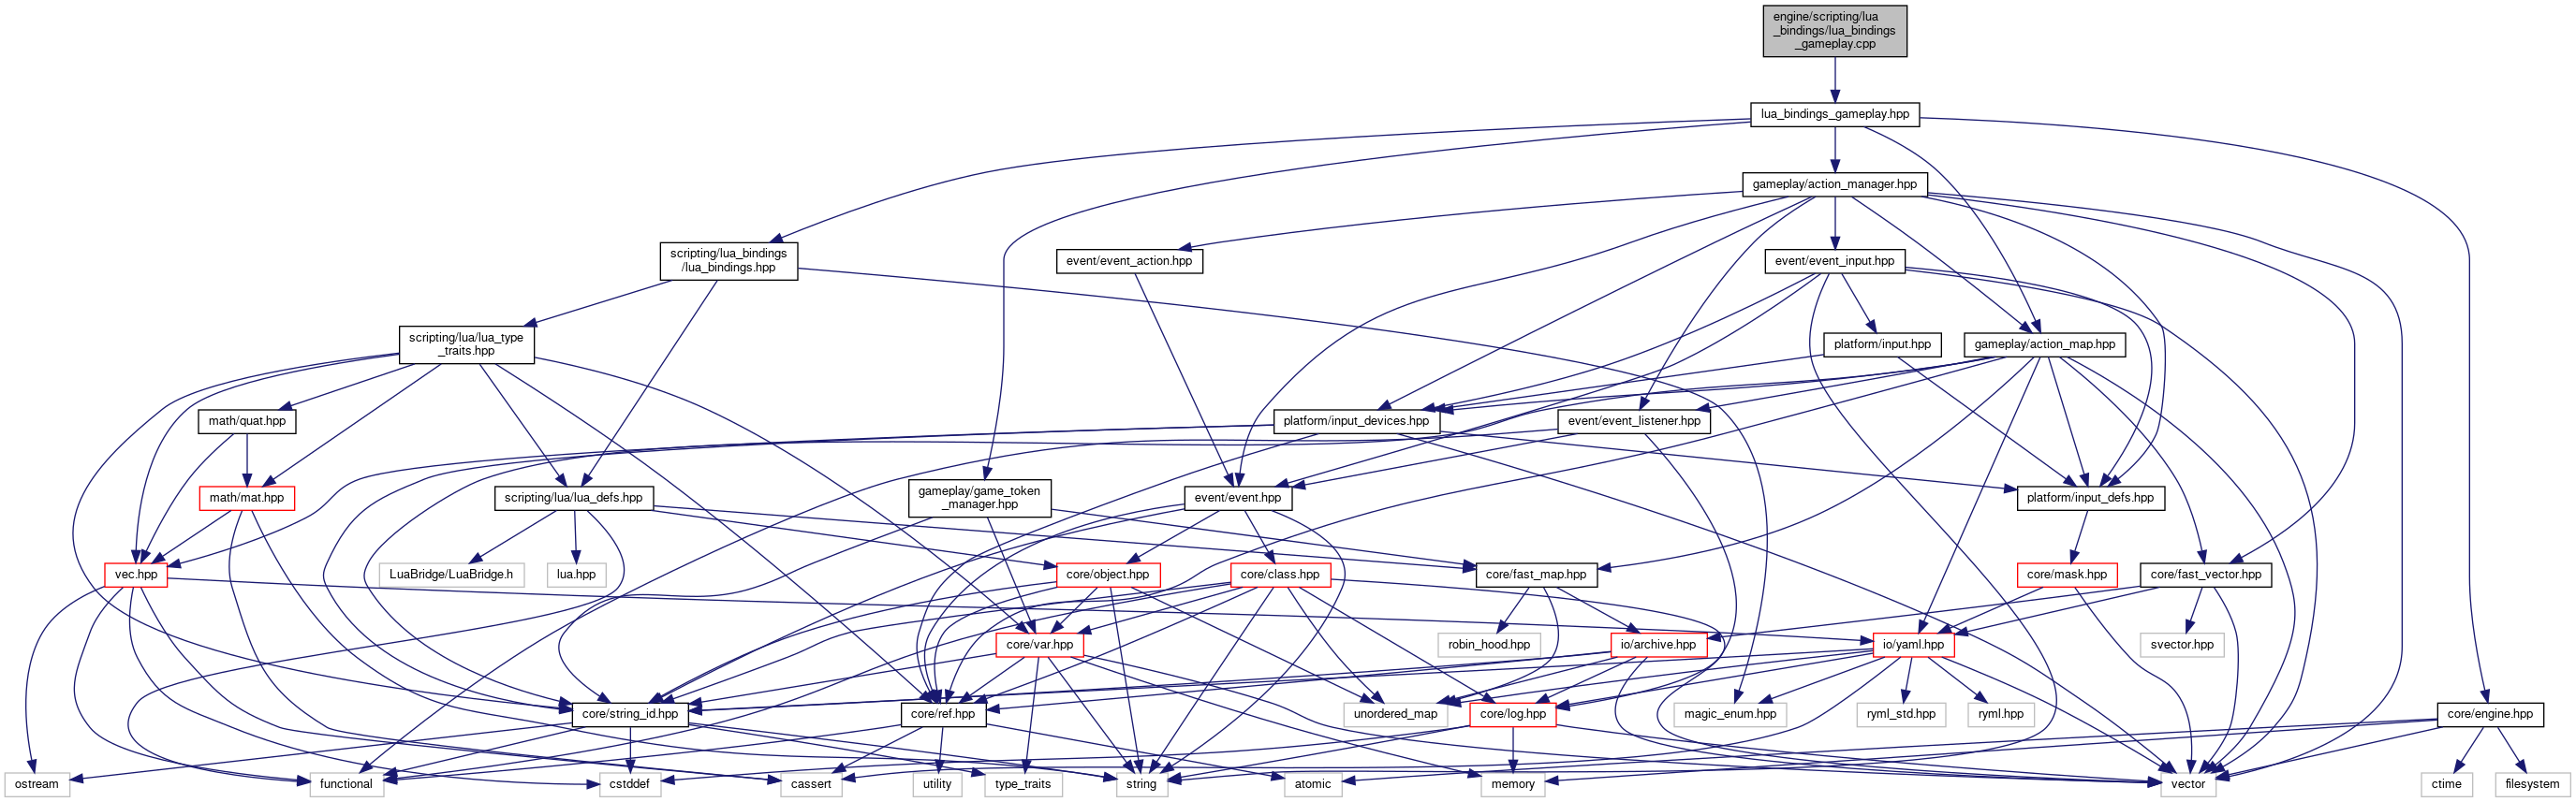 engine/scripting/lua
_bindings/lua_bindings
_gameplay.cpp
lua_bindings_gameplay.hpp
gameplay/action_manager.hpp
scripting/lua_bindings
/lua_bindings.hpp
event/event_action.hpp
event/event_input.hpp
scripting/lua/lua_type
_traits.hpp
platform/input.hpp
gameplay/action_map.hpp
math/quat.hpp
platform/input_devices.hpp
event/event_listener.hpp
math/mat.hpp
scripting/lua/lua_defs.hpp
gameplay/game_token
_manager.hpp
event/event.hpp
platform/input_defs.hpp
vec.hpp
LuaBridge/LuaBridge.h
lua.hpp
core/object.hpp
core/class.hpp
core/fast_map.hpp
core/mask.hpp
core/fast_vector.hpp
core/var.hpp
robin_hood.hpp
io/archive.hpp
io/yaml.hpp
svector.hpp
core/string_id.hpp
core/ref.hpp
unordered_map
core/log.hpp
magic_enum.hpp
ryml_std.hpp
ryml.hpp
core/engine.hpp
ostream
functional
cstddef
cassert
utility
type_traits
string
atomic
memory
vector
ctime
filesystem